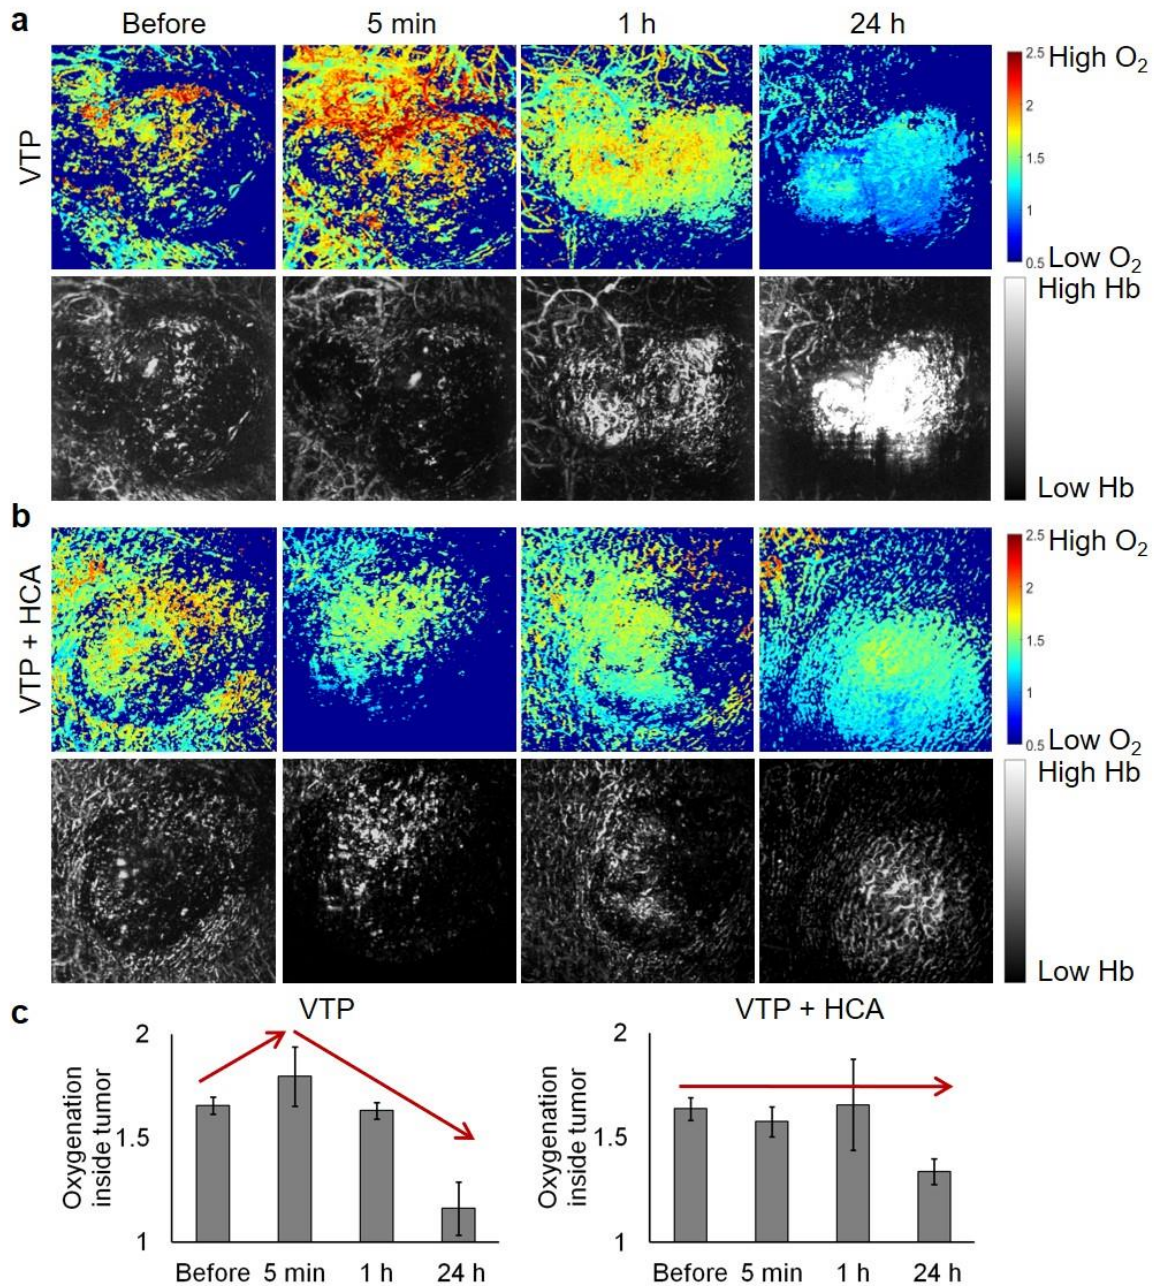 a
Before 5 min 1 h 24 h
VTP
2.5 High O₂
2
1.5
1
0.5 Low O₂
High Hb
Low Hb
b
VTP + HCA
2.5 High O₂
2
1.5
1
0.5 Low O₂
High Hb
Low Hb
c
VTP
Oxygenation
inside tumor
2
1.5
1
Before 5 min 1 h 24 h
VTP + HCA
Oxygenation
inside tumor
2
1.5
1
Before 5 min 1 h 24 h